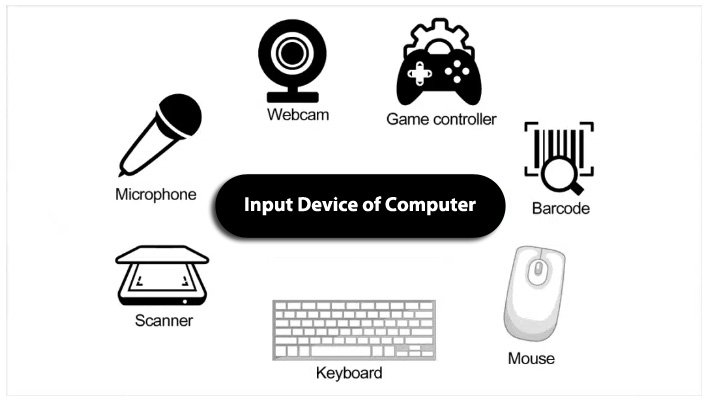 Webcam
Game controller
Microphone
Input Device of Computer
Barcode
Scanner
Mouse
Keyboard